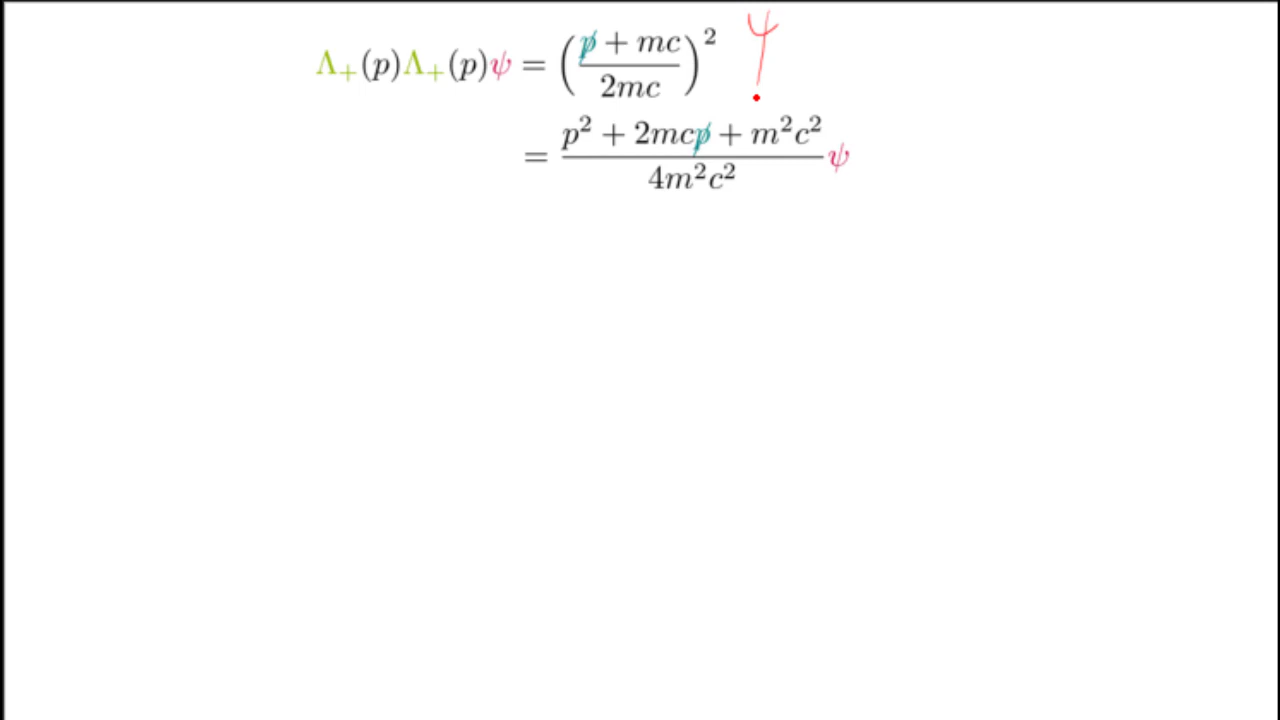 Λ₊(p)Λ₊(p)ψ = (p̸ + mc / 2mc)² ψ
= p² + 2mcp̸ + m²c² / 4m²c² ψ